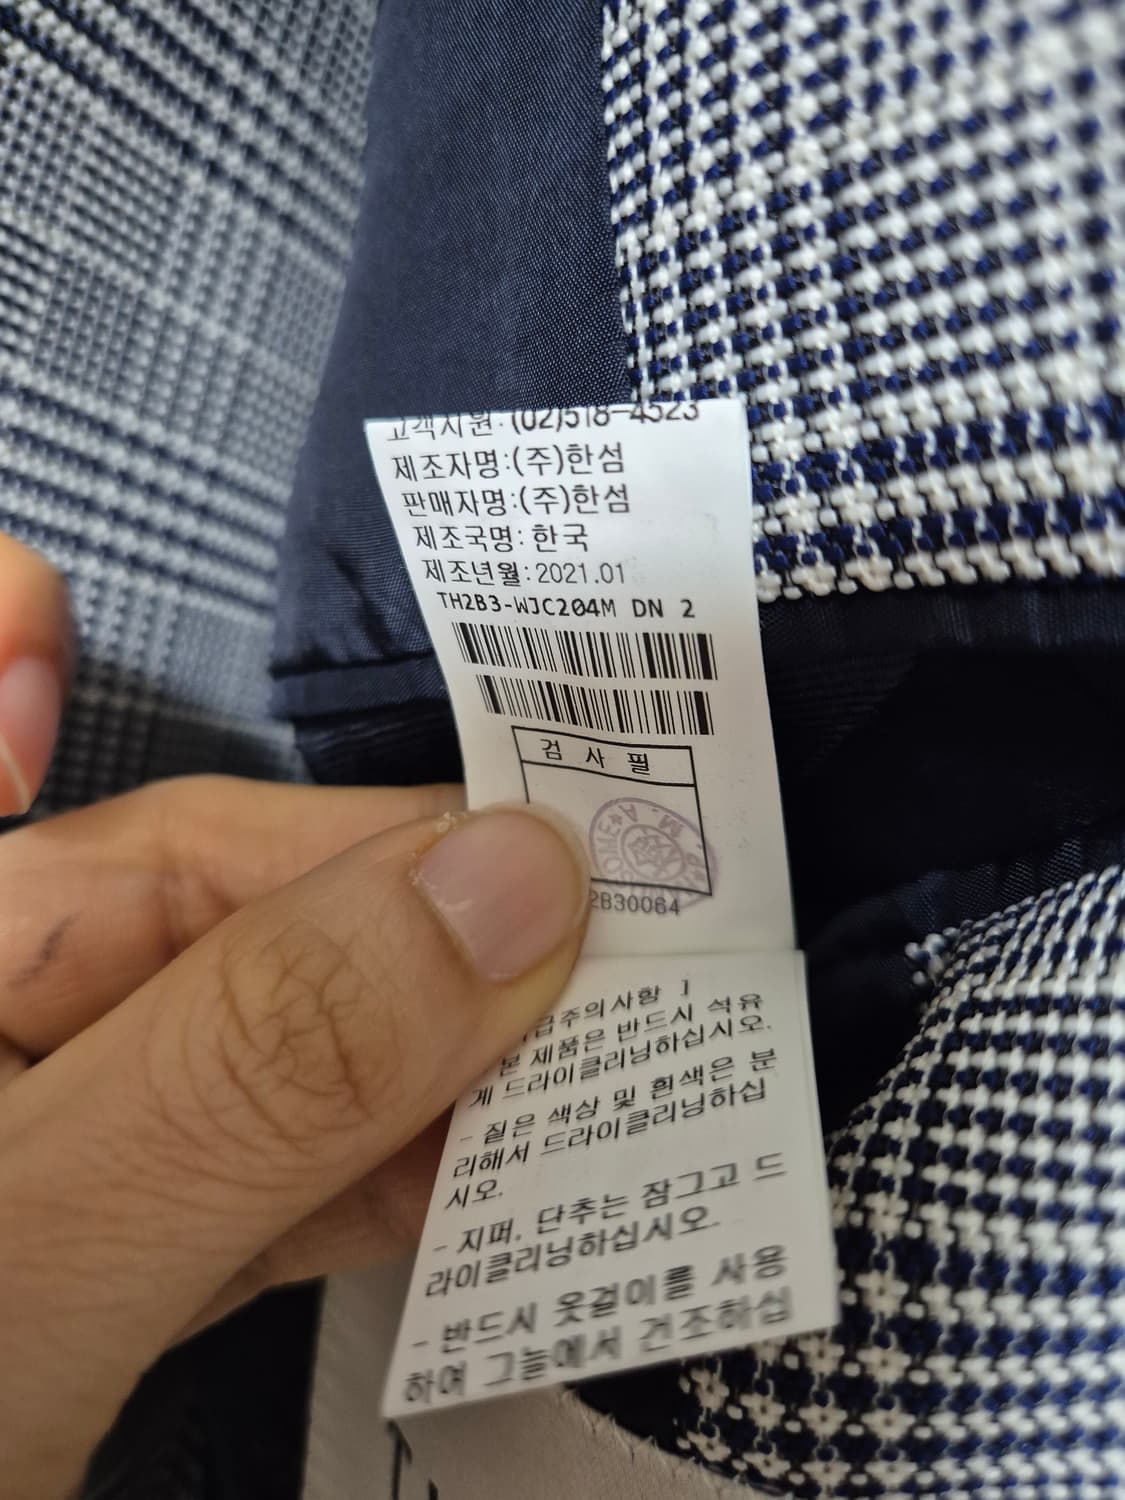 고객지원: (02)518-4523
제조자명:(주)한섬
판매자명:(주)한섬
제조국명: 한국
제조년월:2021.01
TH2B3-WJC204M DN 2
검 사 필
2B30064
급주의사항 ]
본 제품은 반드시 석유
게 드라이클리닝하십시오.
- 짙은 색상 및 흰색은 분
리해서 드라이클리닝하십
시오.
- 지퍼, 단추는 잠그고 드
라이클리닝하십시오.
- 반드시 옷걸이를 사용
하여 그늘에서 건조하십